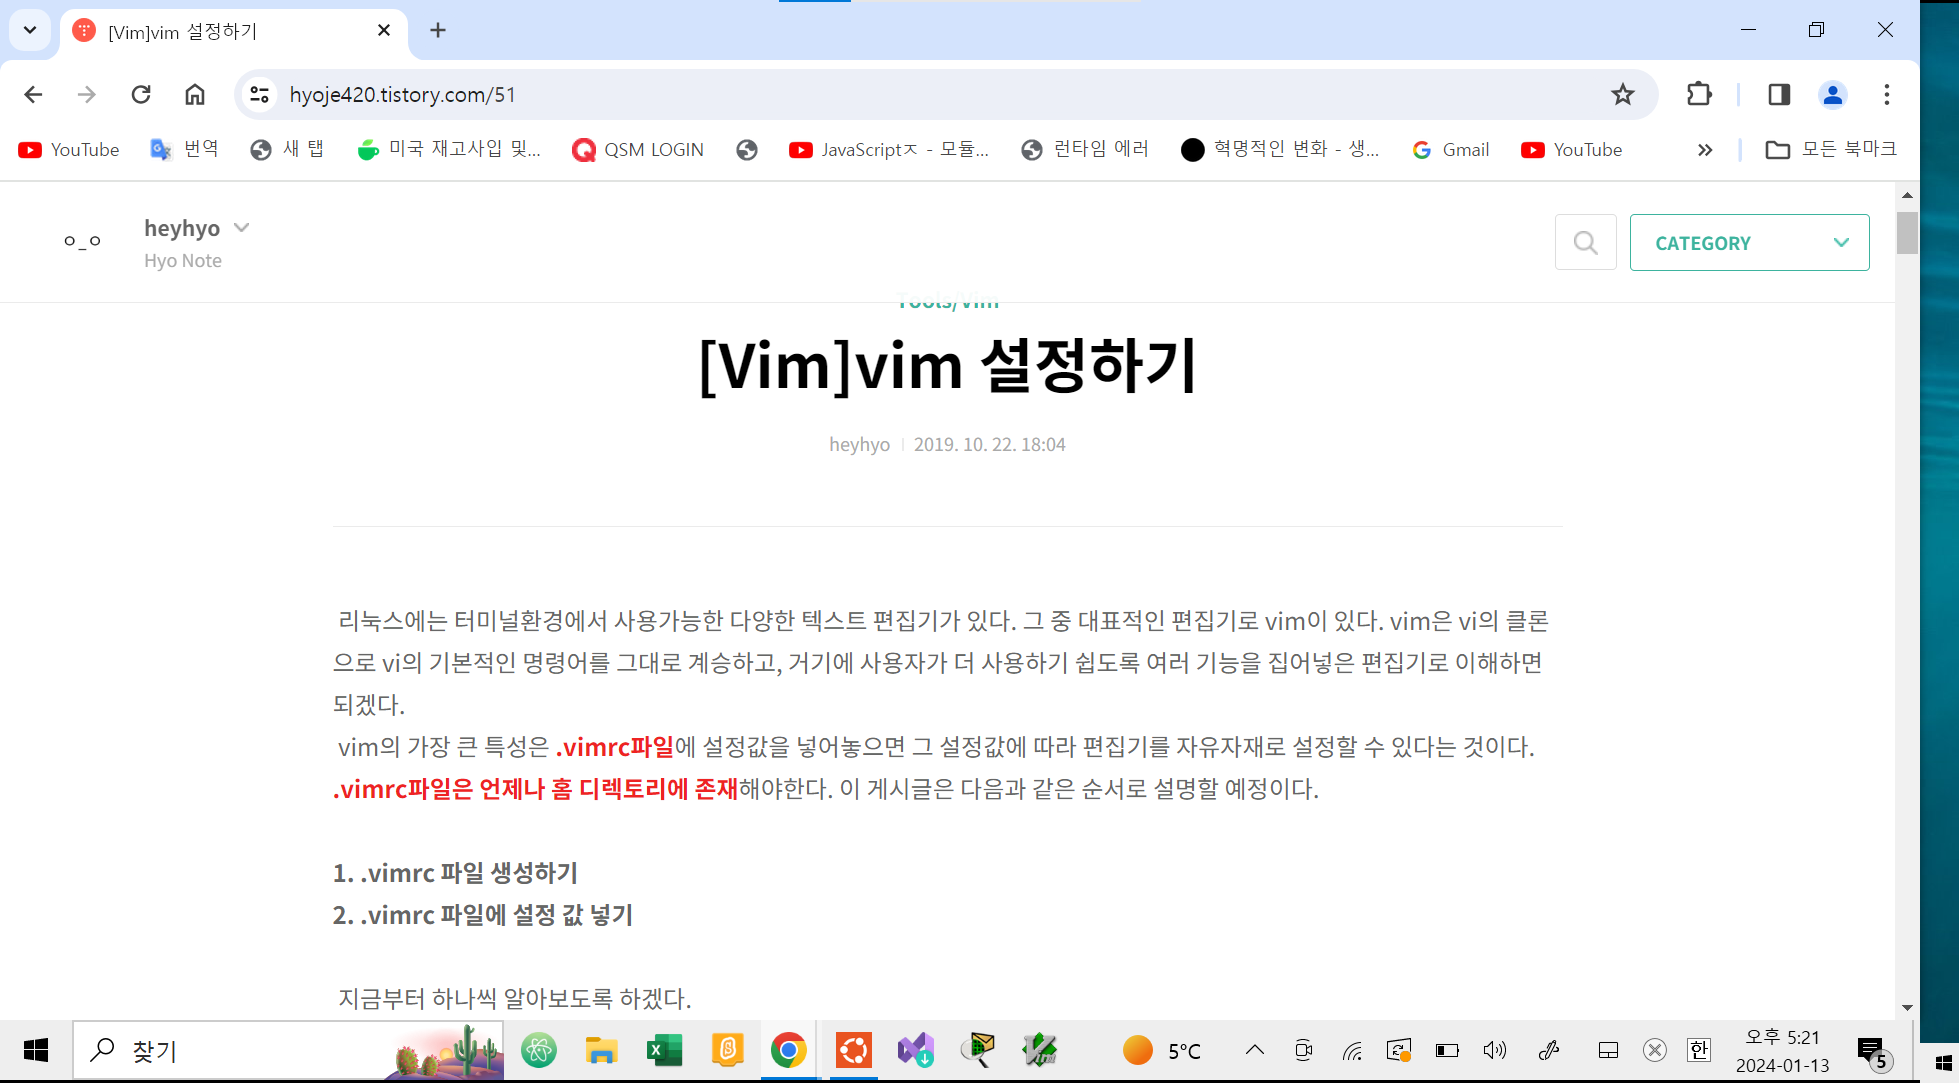 [Vim]vim 설정하기
hyoje420.tistory.com/51
YouTube
번역
새 탭
미국 재고사입 및...
QSM LOGIN
JavaScriptㅈ - 모듈...
런타임 에러
혁명적인 변화 - 생...
Gmail
YouTube
모든 북마크
o_o
heyhyo
Hyo Note
CATEGORY
Tools/Vim
[Vim]vim 설정하기
heyhyo
2019. 10. 22. 18:04
리눅스에는 터미널환경에서 사용가능한 다양한 텍스트 편집기가 있다. 그 중 대표적인 편집기로 vim이 있다. vim은 vi의 클론
으로 vi의 기본적인 명령어를 그대로 계승하고, 거기에 사용자가 더 사용하기 쉽도록 여러 기능을 집어넣은 편집기로 이해하면
되겠다.
vim의 가장 큰 특성은 .vimrc파일에 설정값을 넣어놓으면 그 설정값에 따라 편집기를 자유자재로 설정할 수 있다는 것이다.
.vimrc파일은 언제나 홈 디렉토리에 존재해야한다. 이 게시글은 다음과 같은 순서로 설명할 예정이다.
1. .vimrc 파일 생성하기
2. .vimrc 파일에 설정 값 넣기
지금부터 하나씩 알아보도록 하겠다.
찾기
5°C
한
오후 5:21
2024-01-13
5